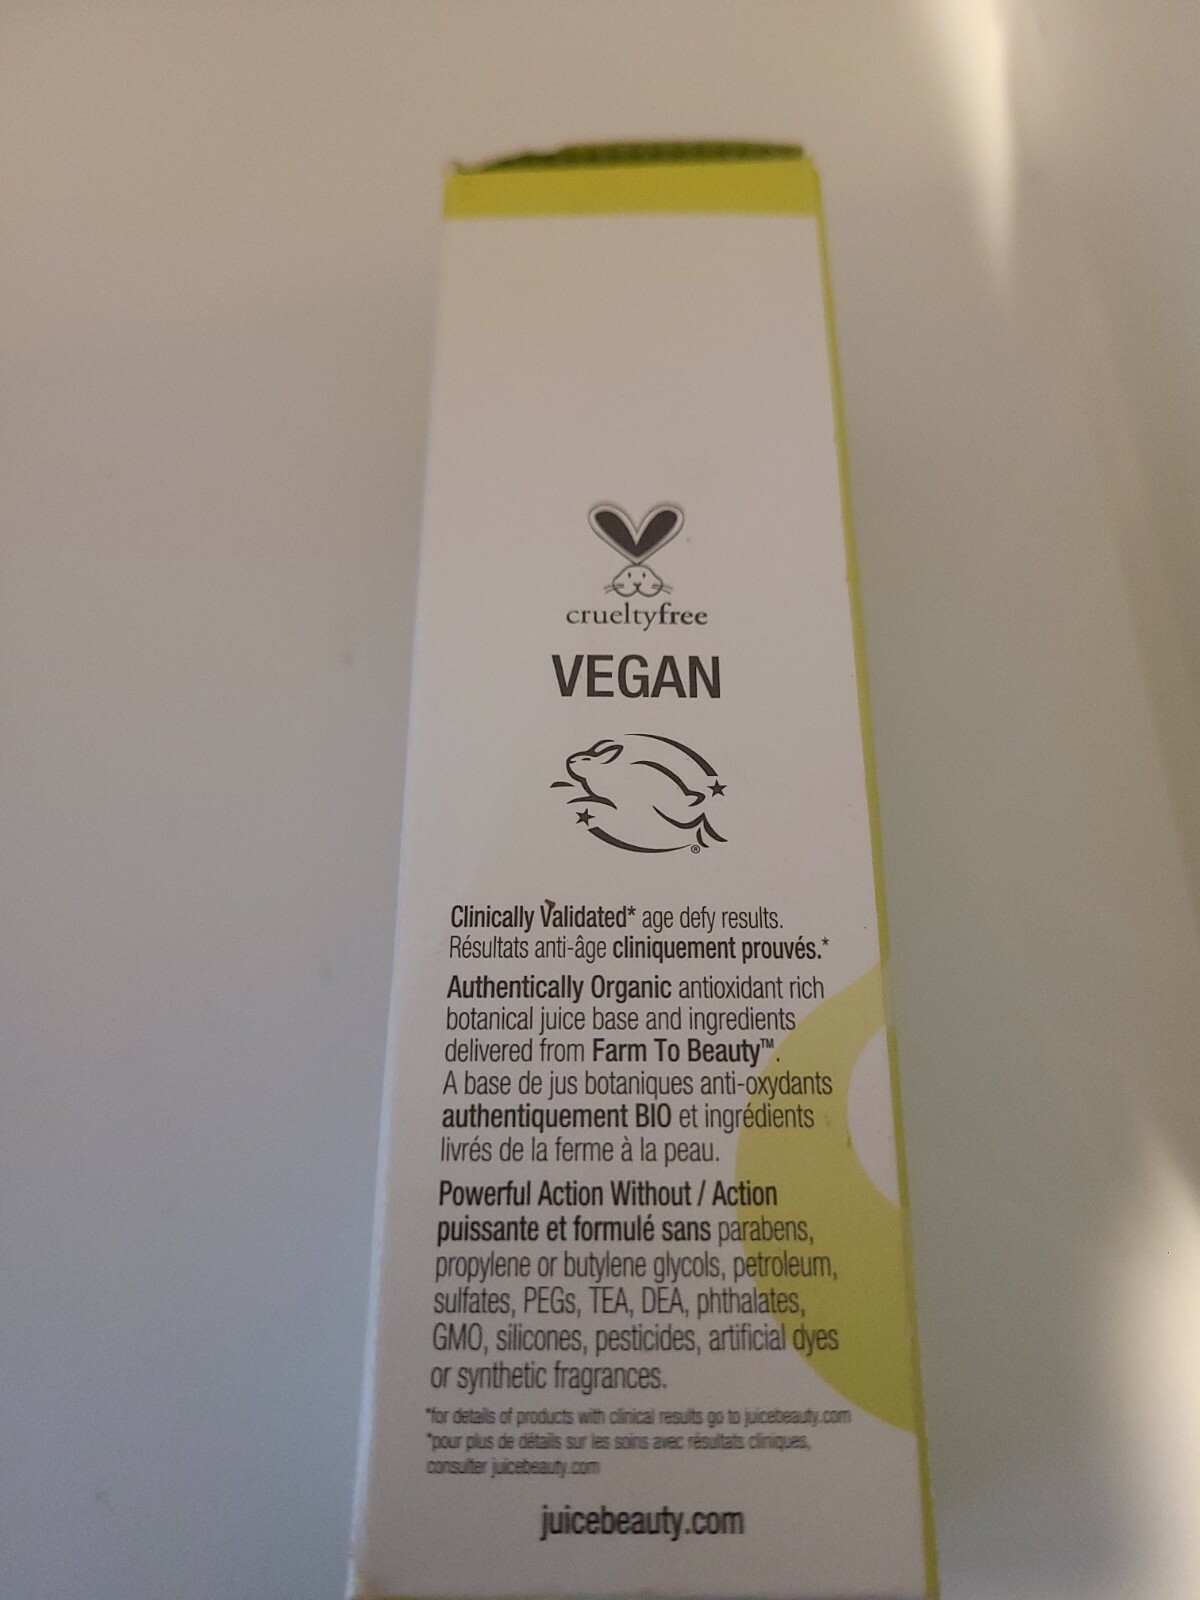 crueltyfree
VEGAN
®
Clinically Validated* age defy results.
Résultats anti-âge cliniquement prouvés.*
Authentically Organic antioxidant rich
botanical juice base and ingredients
delivered from Farm To Beauty™.
A base de jus botaniques anti-oxydants
authentiquement BIO et ingrédients
livrés de la ferme à la peau.
Powerful Action Without / Action
puissante et formulé sans parabens,
propylene or butylene glycols, petroleum,
sulfates, PEGs, TEA, DEA, phthalates,
GMO, silicones, pesticides, artificial dyes
or synthetic fragrances.
*for details of products with clinical results go to juicebeauty.com
*pour plus de détails sur les soins avec résultats cliniques,
consulter juicebeauty.com
juicebeauty.com